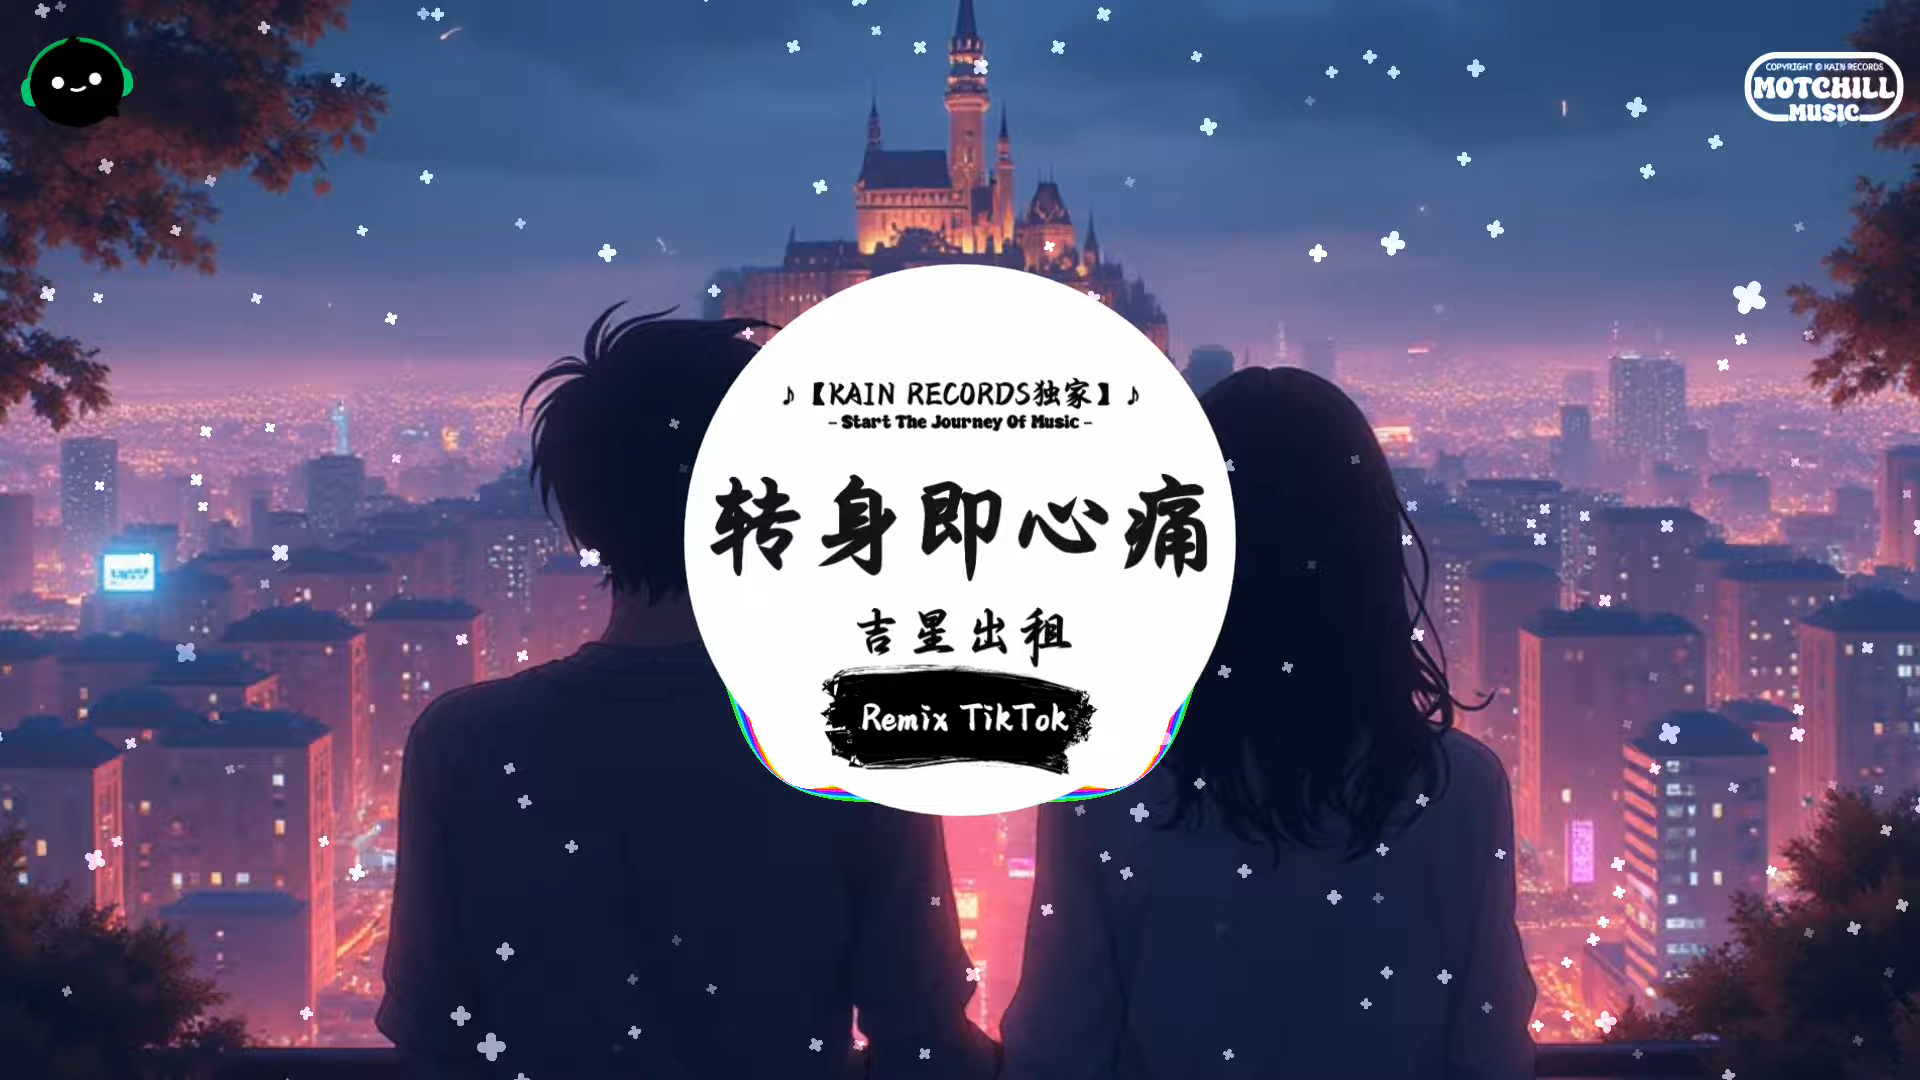 COPYRIGHT © KAIN RECORDS
MOTCHILL
MUSIC
♪【KAIN RECORDS独家】♪
- Start The Journey Of Music -
转身即心痛
吉星出租
Remix TikTok